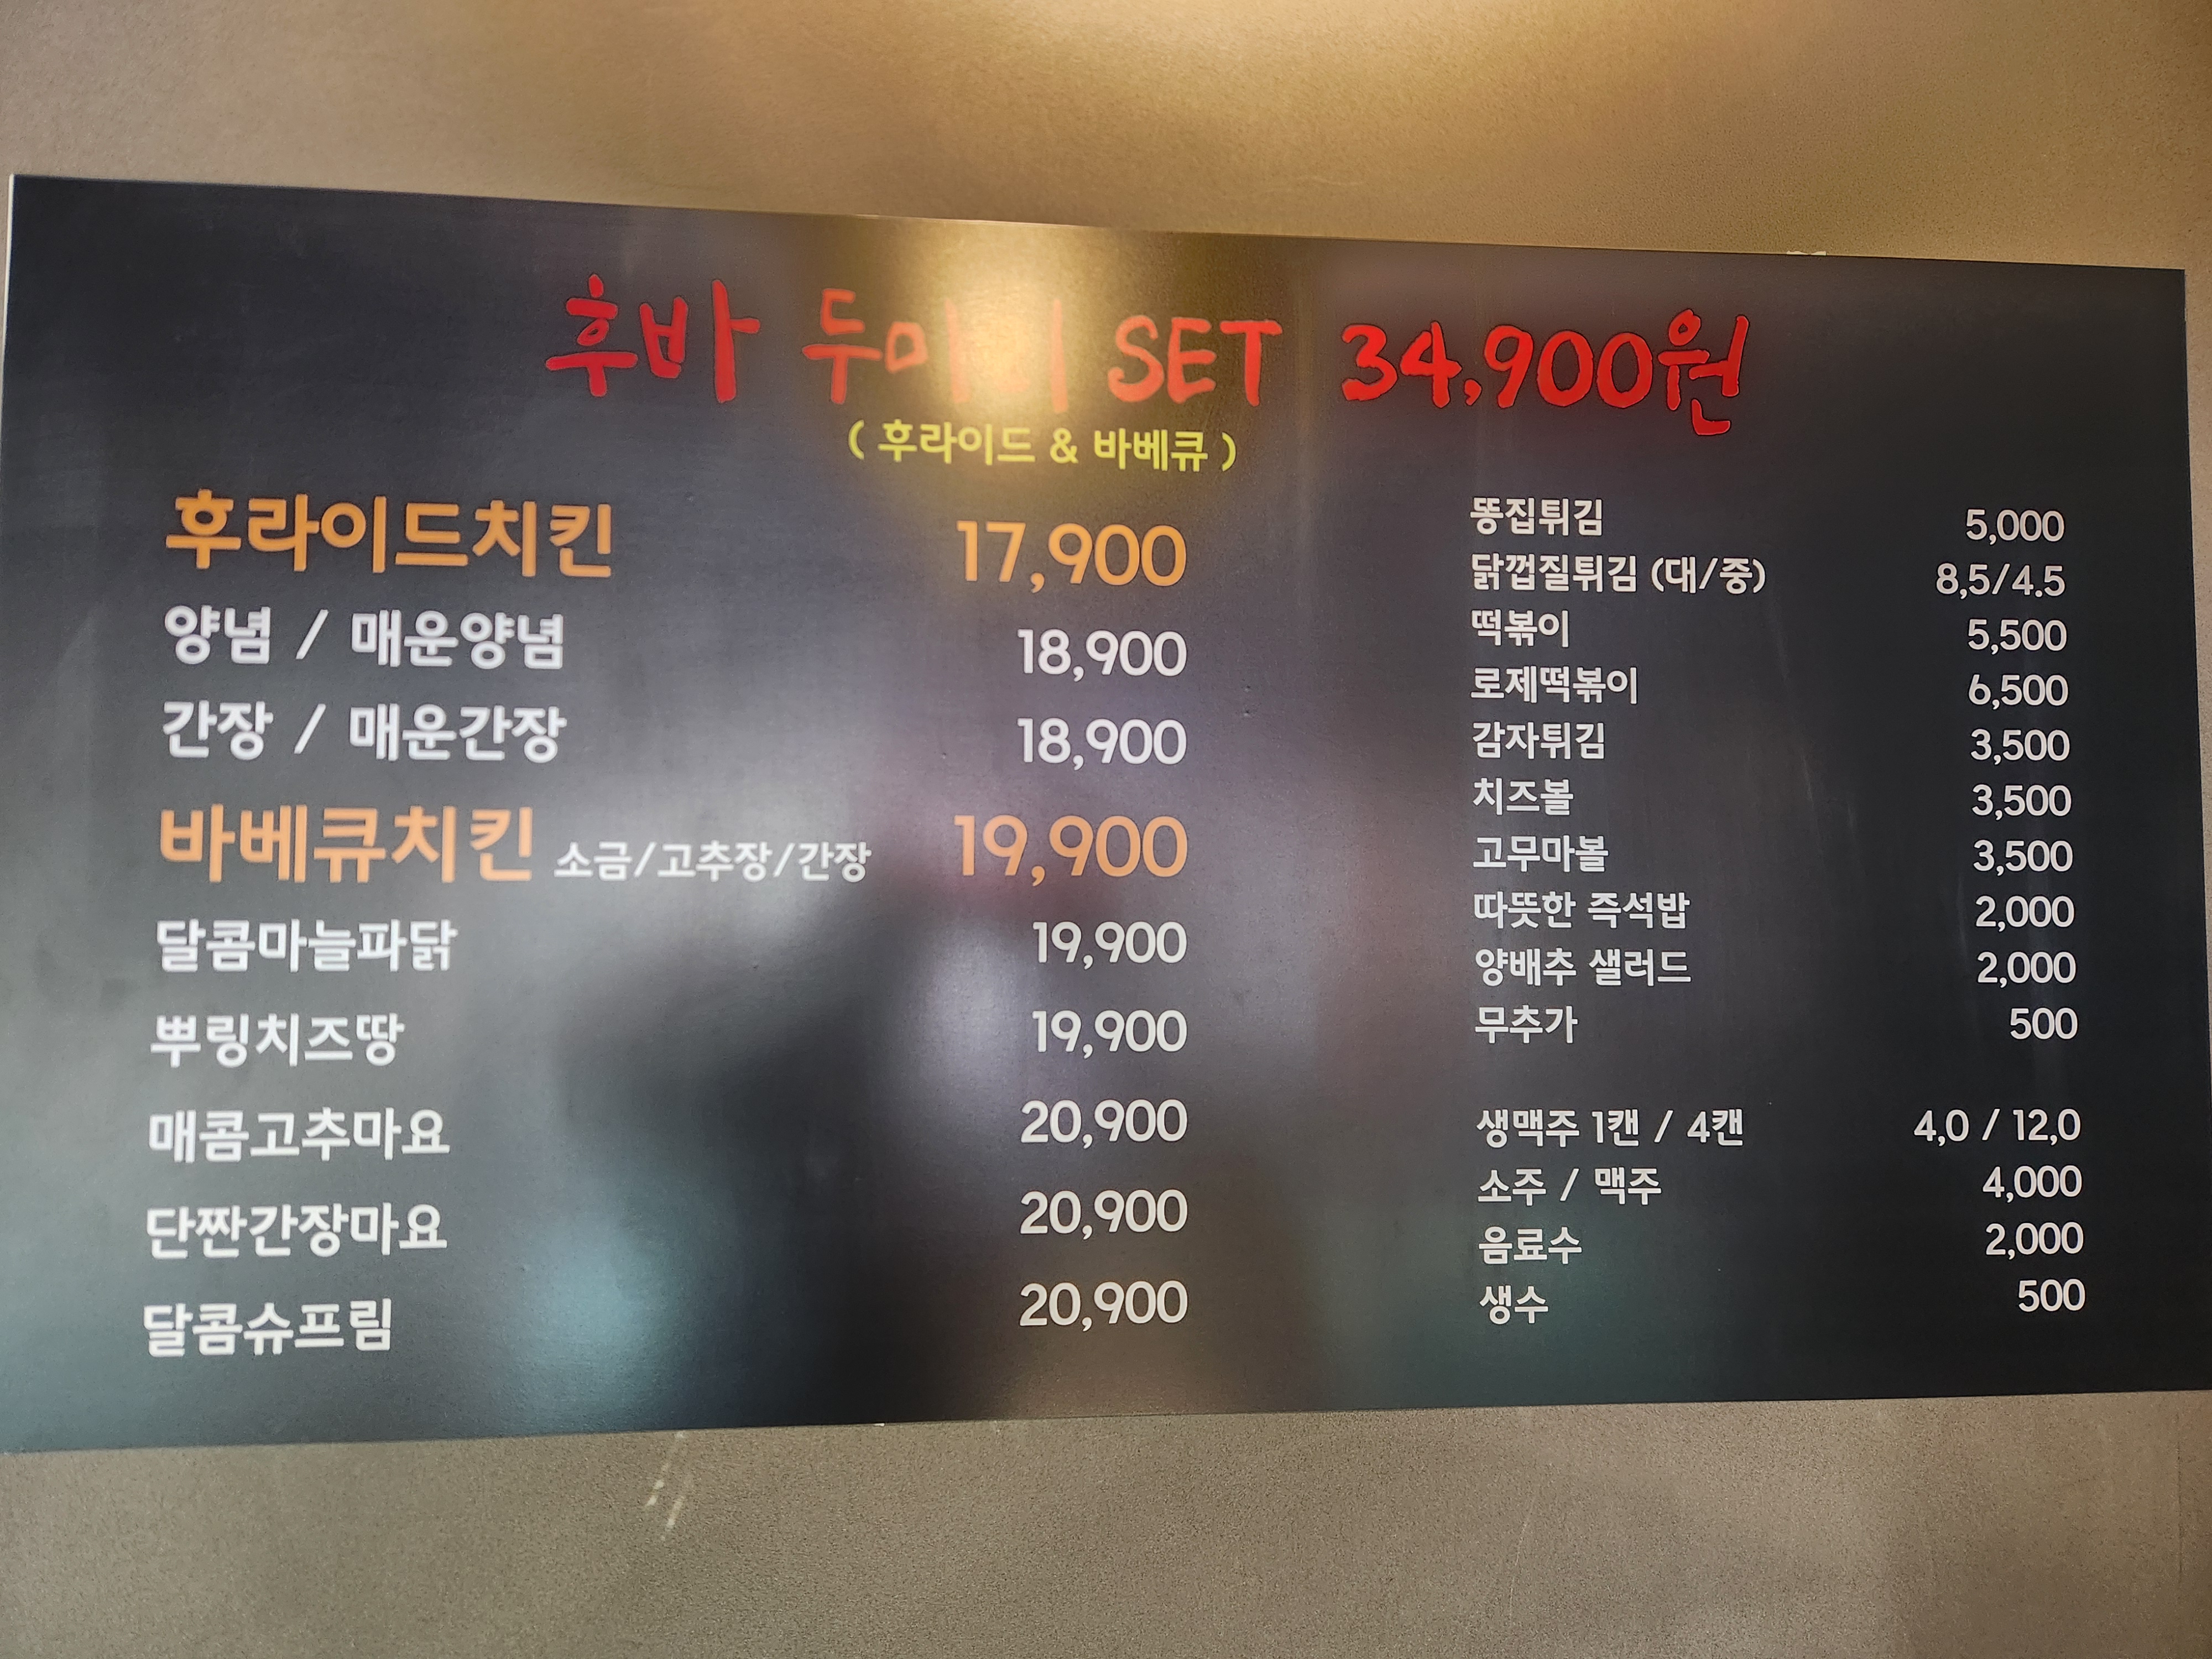 후바 두마리 SET 34,900원
( 후라이드 & 바베큐 )
후라이드치킨 17,900
양념 / 매운양념 18,900
간장 / 매운간장 18,900
바베큐치킨 소금/고추장/간장 19,900
달콤마늘파닭 19,900
뿌링치즈땅 19,900
매콤고추마요 20,900
단짠간장마요 20,900
달콤슈프림 20,900
똥집튀김 5,000
닭껍질튀김 (대/중) 8,5/4.5
떡볶이 5,500
로제떡볶이 6,500
감자튀김 3,500
치즈볼 3,500
고무마볼 3,500
따뜻한 즉석밥 2,000
양배추 샐러드 2,000
무추가 500
생맥주 1캔 / 4캔 4,0 / 12,0
소주 / 맥주 4,000
음료수 2,000
생수 500